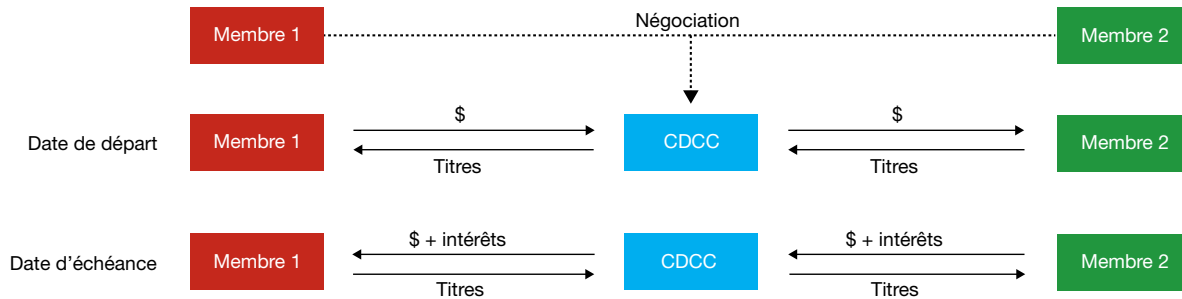 Négociation
Membre 1
Membre 2
$
$
Date de départ
Membre 1
CDCC
Membre 2
Titres
Titres
$ + intérêts
$ + intérêts
Date d'échéance
Membre 1
CDCC
Membre 2
Titres
Titres